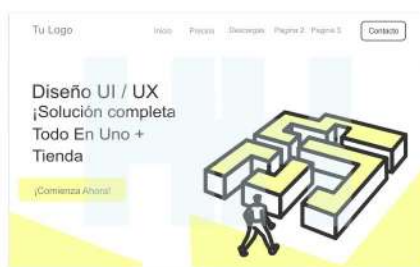 Tu Logo
Inicio Precios Descargas Pagina 2 Pagina 3 Contacto
Diseño UI / UX
¡Solución completa
Todo En Uno +
Tienda
¡Comienza Ahora!